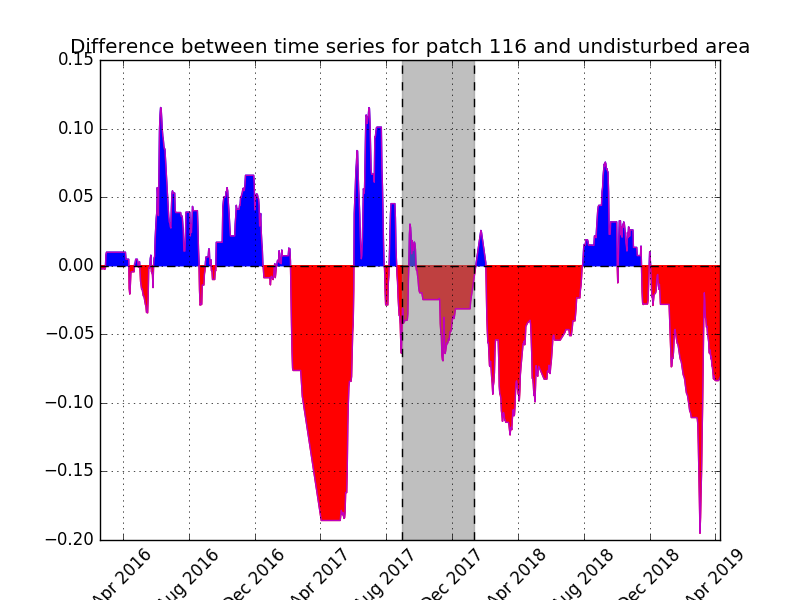 Difference between time series for patch 116 and undisturbed area
0.15
0.10
0.05
0.00
−0.05
−0.10
−0.15
−0.20
Apr 2016
Aug 2016
Dec 2016
Apr 2017
Aug 2017
Dec 2017
Apr 2018
Aug 2018
Dec 2018
Apr 2019